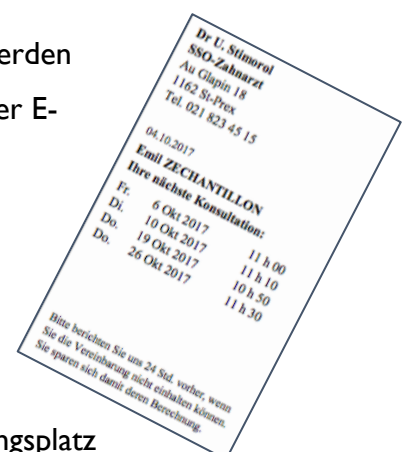 erden
er E-
Dr U. Stimorol
SSO-Zahnarzt
Au Glapin 18
1162 St-Prex
Tel. 021 823 45 15
04.10.2017
Emil ZECHANTILLON
Ihre nächste Konsultation:
Fr. 6 Okt 2017 11 h 00
Di. 10 Okt 2017 11 h 10
Do. 19 Okt 2017 10 h 50
Do. 26 Okt 2017 11 h 30
Bitte berichten Sie uns 24 Std. vorher, wenn
Sie die Vereinbarung nicht einhalten können.
Sie sparen sich damit deren Berechnung.
ngsplatz